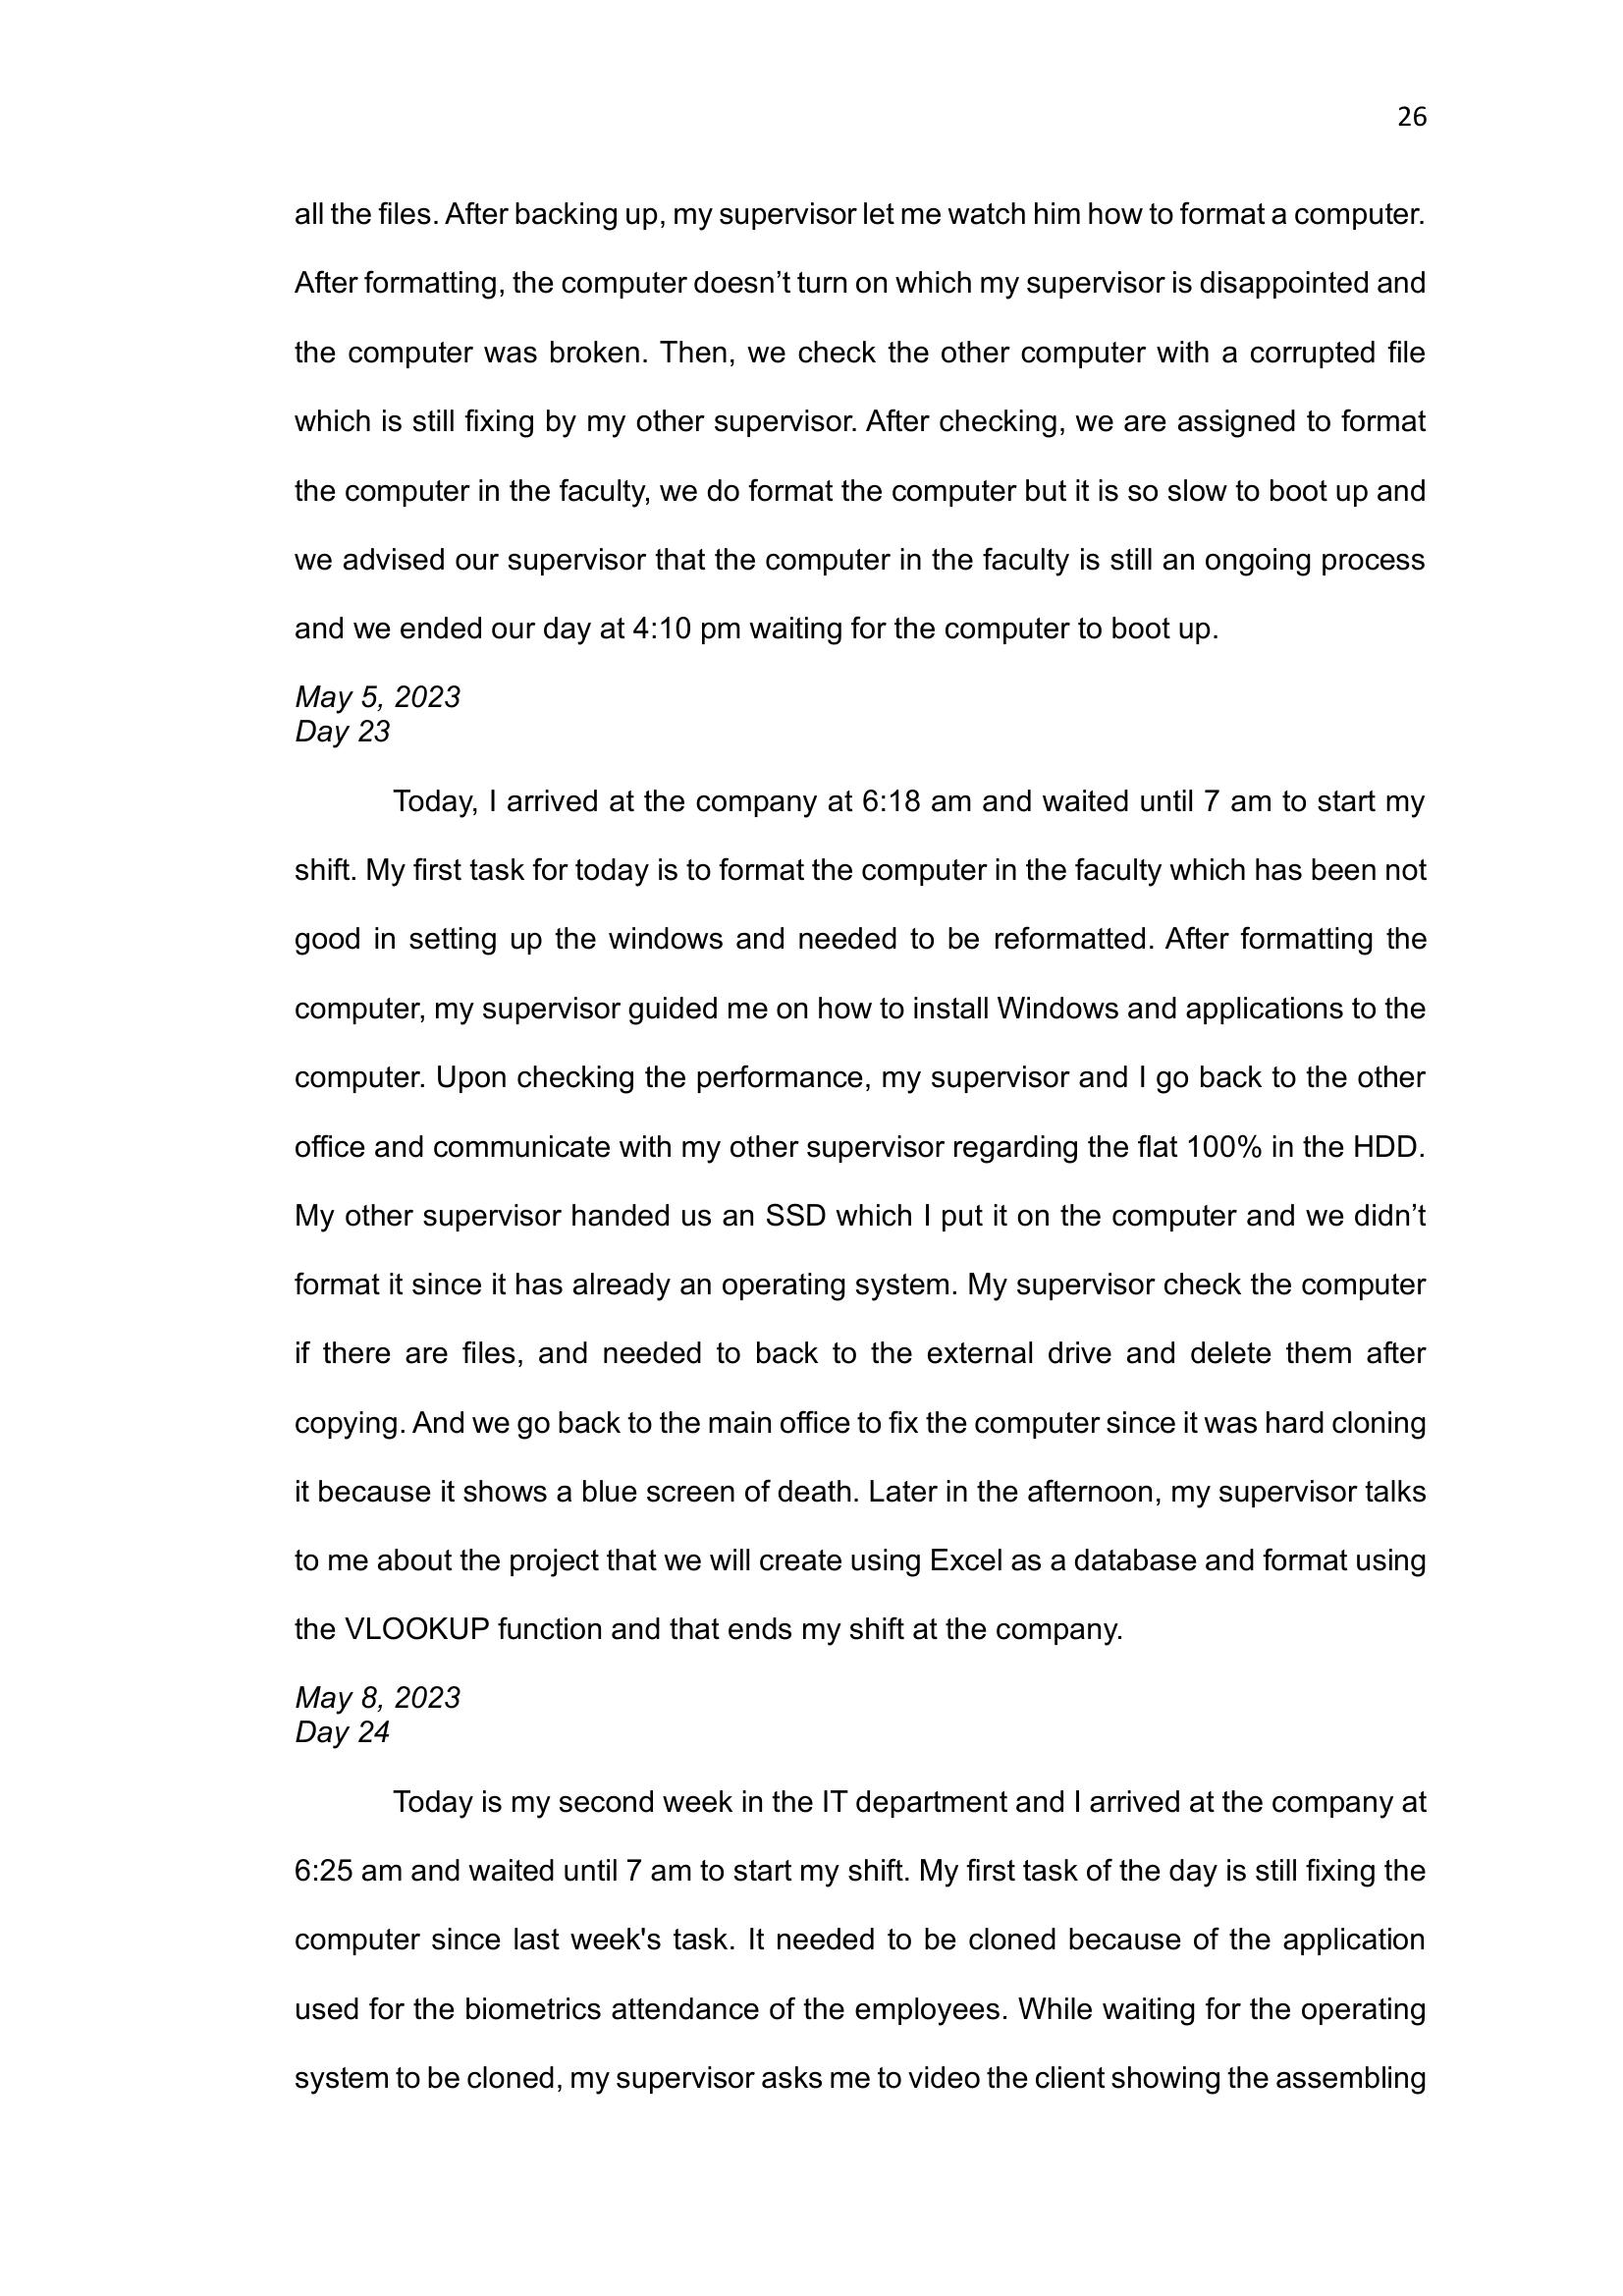 26
all the files. After backing up, my supervisor let me watch him how to format a computer.
After formatting, the computer doesn’t turn on which my supervisor is disappointed and
the computer was broken. Then, we check the other computer with a corrupted file
which is still fixing by my other supervisor. After checking, we are assigned to format
the computer in the faculty, we do format the computer but it is so slow to boot up and
we advised our supervisor that the computer in the faculty is still an ongoing process
and we ended our day at 4:10 pm waiting for the computer to boot up.
May 5, 2023
Day 23
Today, I arrived at the company at 6:18 am and waited until 7 am to start my
shift. My first task for today is to format the computer in the faculty which has been not
good in setting up the windows and needed to be reformatted. After formatting the
computer, my supervisor guided me on how to install Windows and applications to the
computer. Upon checking the performance, my supervisor and I go back to the other
office and communicate with my other supervisor regarding the flat 100% in the HDD.
My other supervisor handed us an SSD which I put it on the computer and we didn’t
format it since it has already an operating system. My supervisor check the computer
if there are files, and needed to back to the external drive and delete them after
copying. And we go back to the main office to fix the computer since it was hard cloning
it because it shows a blue screen of death. Later in the afternoon, my supervisor talks
to me about the project that we will create using Excel as a database and format using
the VLOOKUP function and that ends my shift at the company.
May 8, 2023
Day 24
Today is my second week in the IT department and I arrived at the company at
6:25 am and waited until 7 am to start my shift. My first task of the day is still fixing the
computer since last week's task. It needed to be cloned because of the application
used for the biometrics attendance of the employees. While waiting for the operating
system to be cloned, my supervisor asks me to video the client showing the assembling